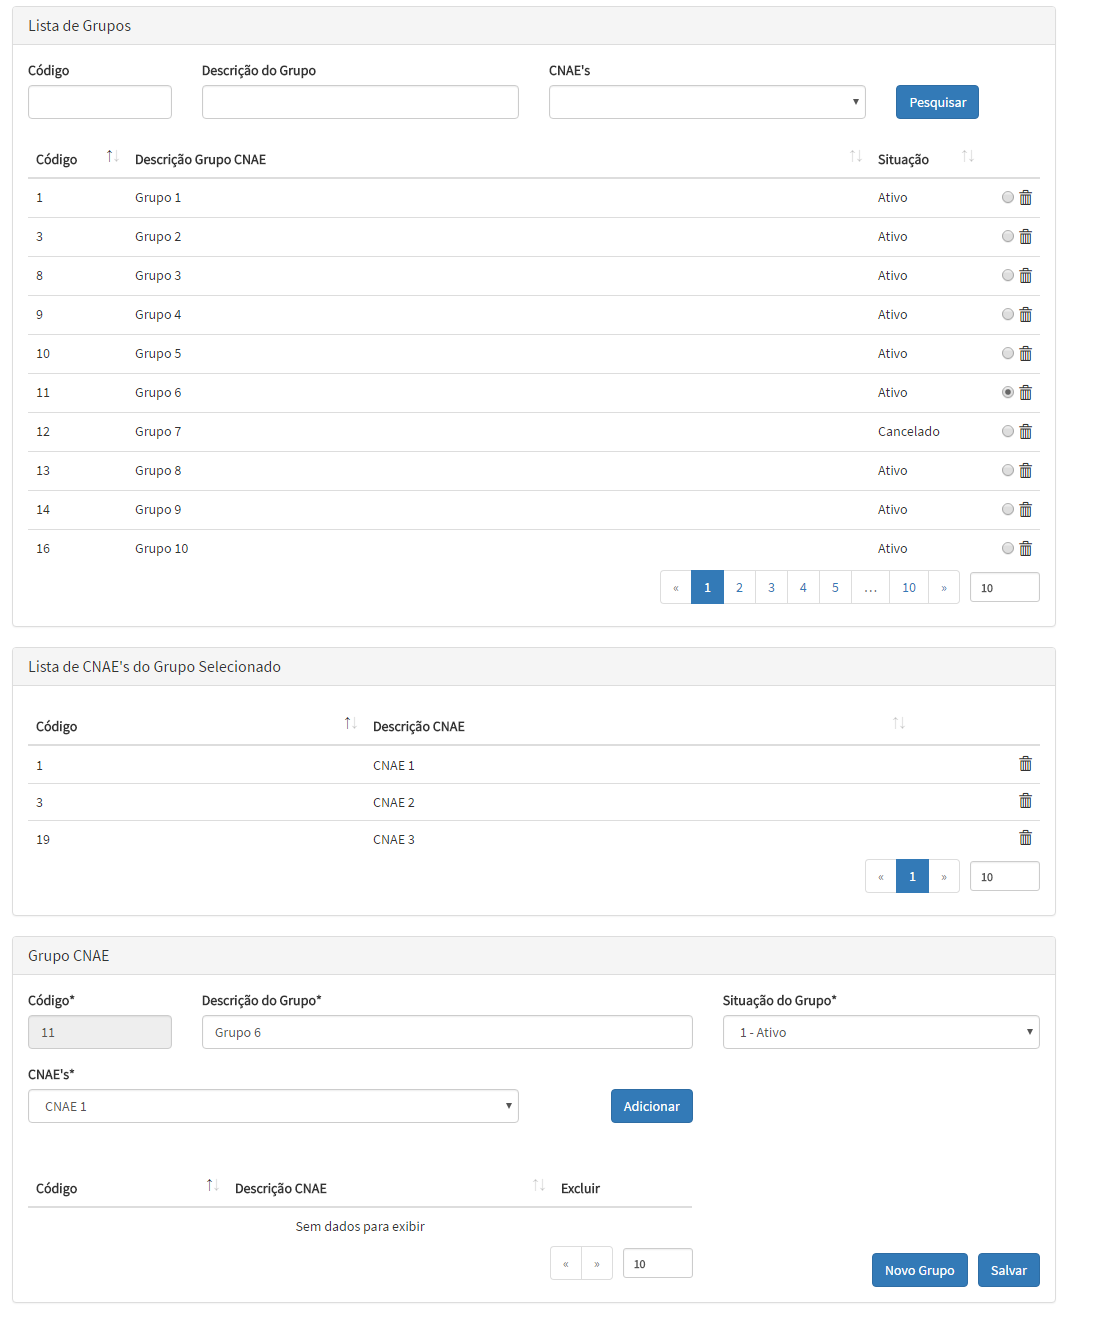 Lista de Grupos
Código Descrição do Grupo CNAE's
Pesquisar
Código Descrição Grupo CNAE Situação
1 Grupo 1 Ativo
3 Grupo 2 Ativo
8 Grupo 3 Ativo
9 Grupo 4 Ativo
10 Grupo 5 Ativo
11 Grupo 6 Ativo
12 Grupo 7 Cancelado
13 Grupo 8 Ativo
14 Grupo 9 Ativo
16 Grupo 10 Ativo
« 1 2 3 4 5 ... 10 » 10
Lista de CNAE's do Grupo Selecionado
Código Descrição CNAE
1 CNAE 1
3 CNAE 2
19 CNAE 3
« 1 » 10
Grupo CNAE
Código* Descrição do Grupo* Situação do Grupo*
11 Grupo 6 1 - Ativo
CNAE's*
CNAE 1 Adicionar
Código Descrição CNAE Excluir
Sem dados para exibir
« » 10
Novo Grupo Salvar